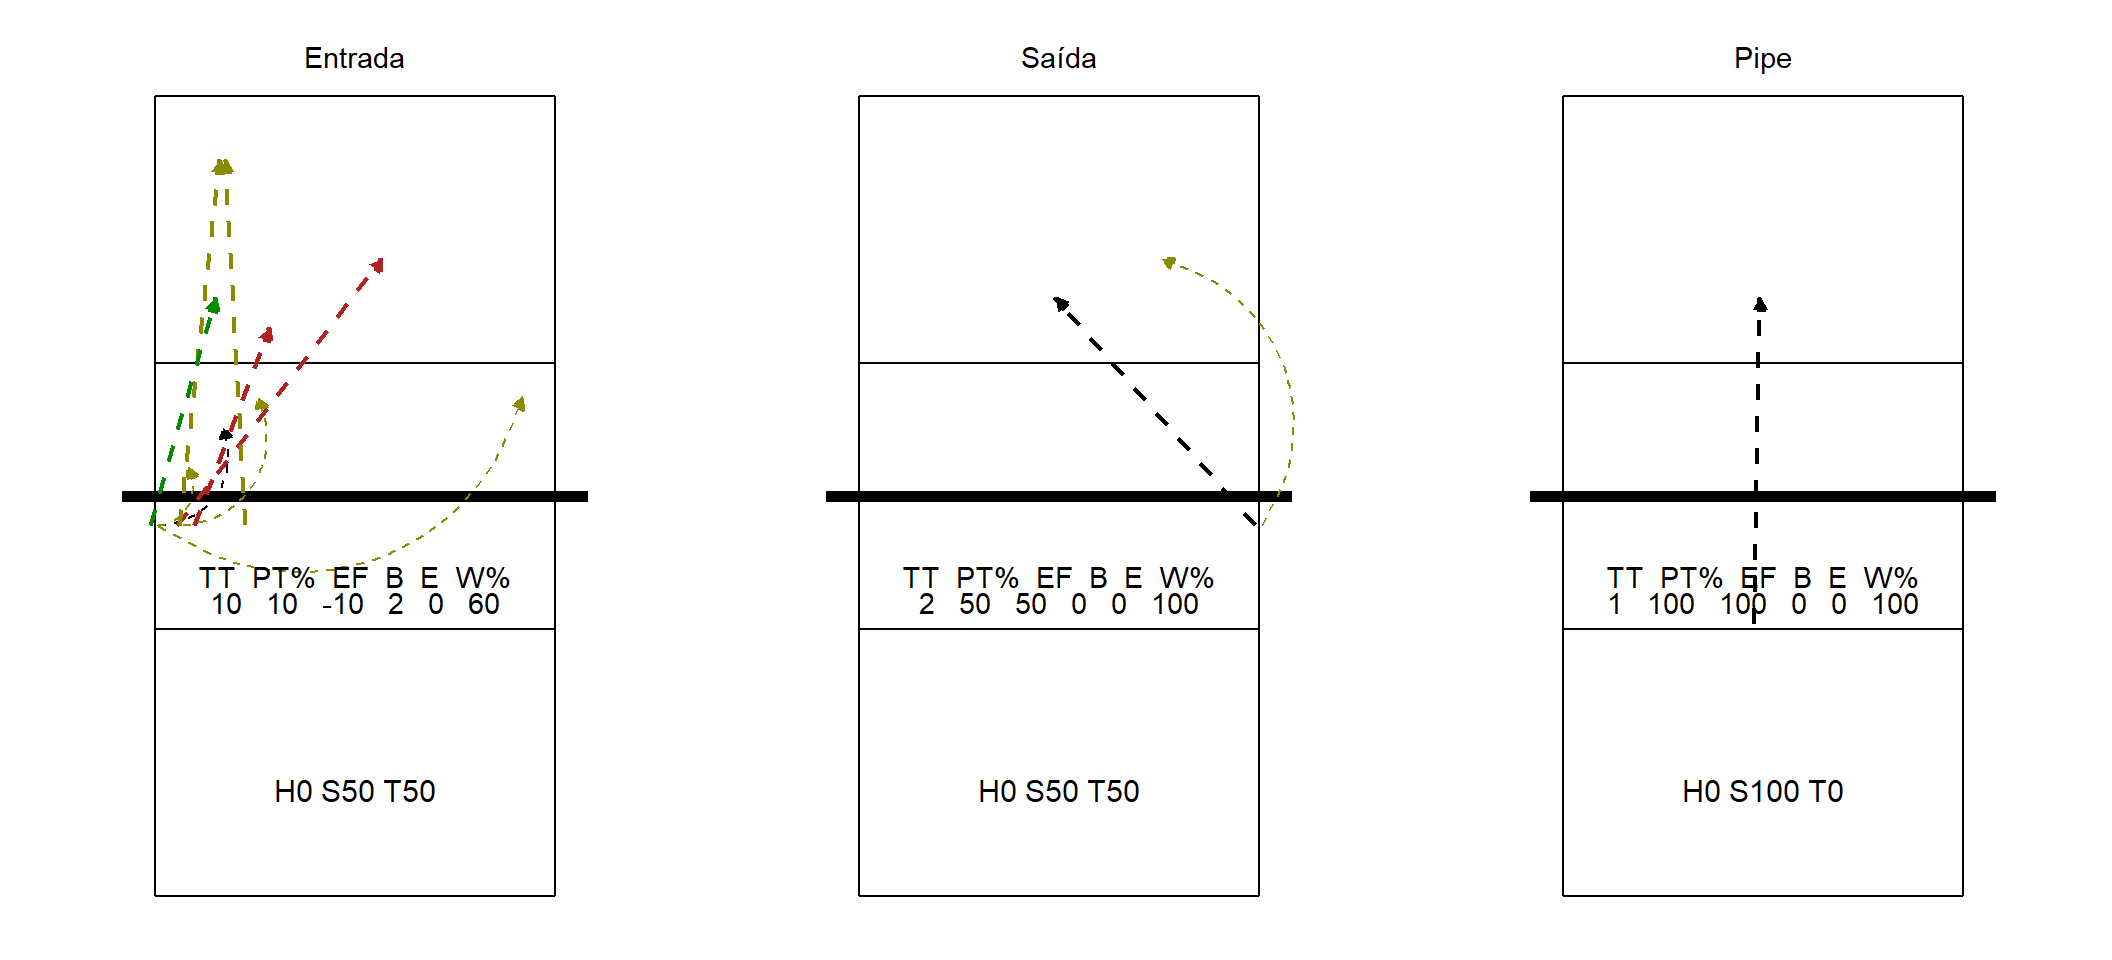 Entrada
TT PT% EF B E W%
10 10 -10 2 0 60
H0 S50 T50
Saída
TT PT% EF B E W%
2 50 50 0 0 100
H0 S50 T50
Pipe
TT PT% EF B E W%
1 100 100 0 0 100
H0 S100 T0